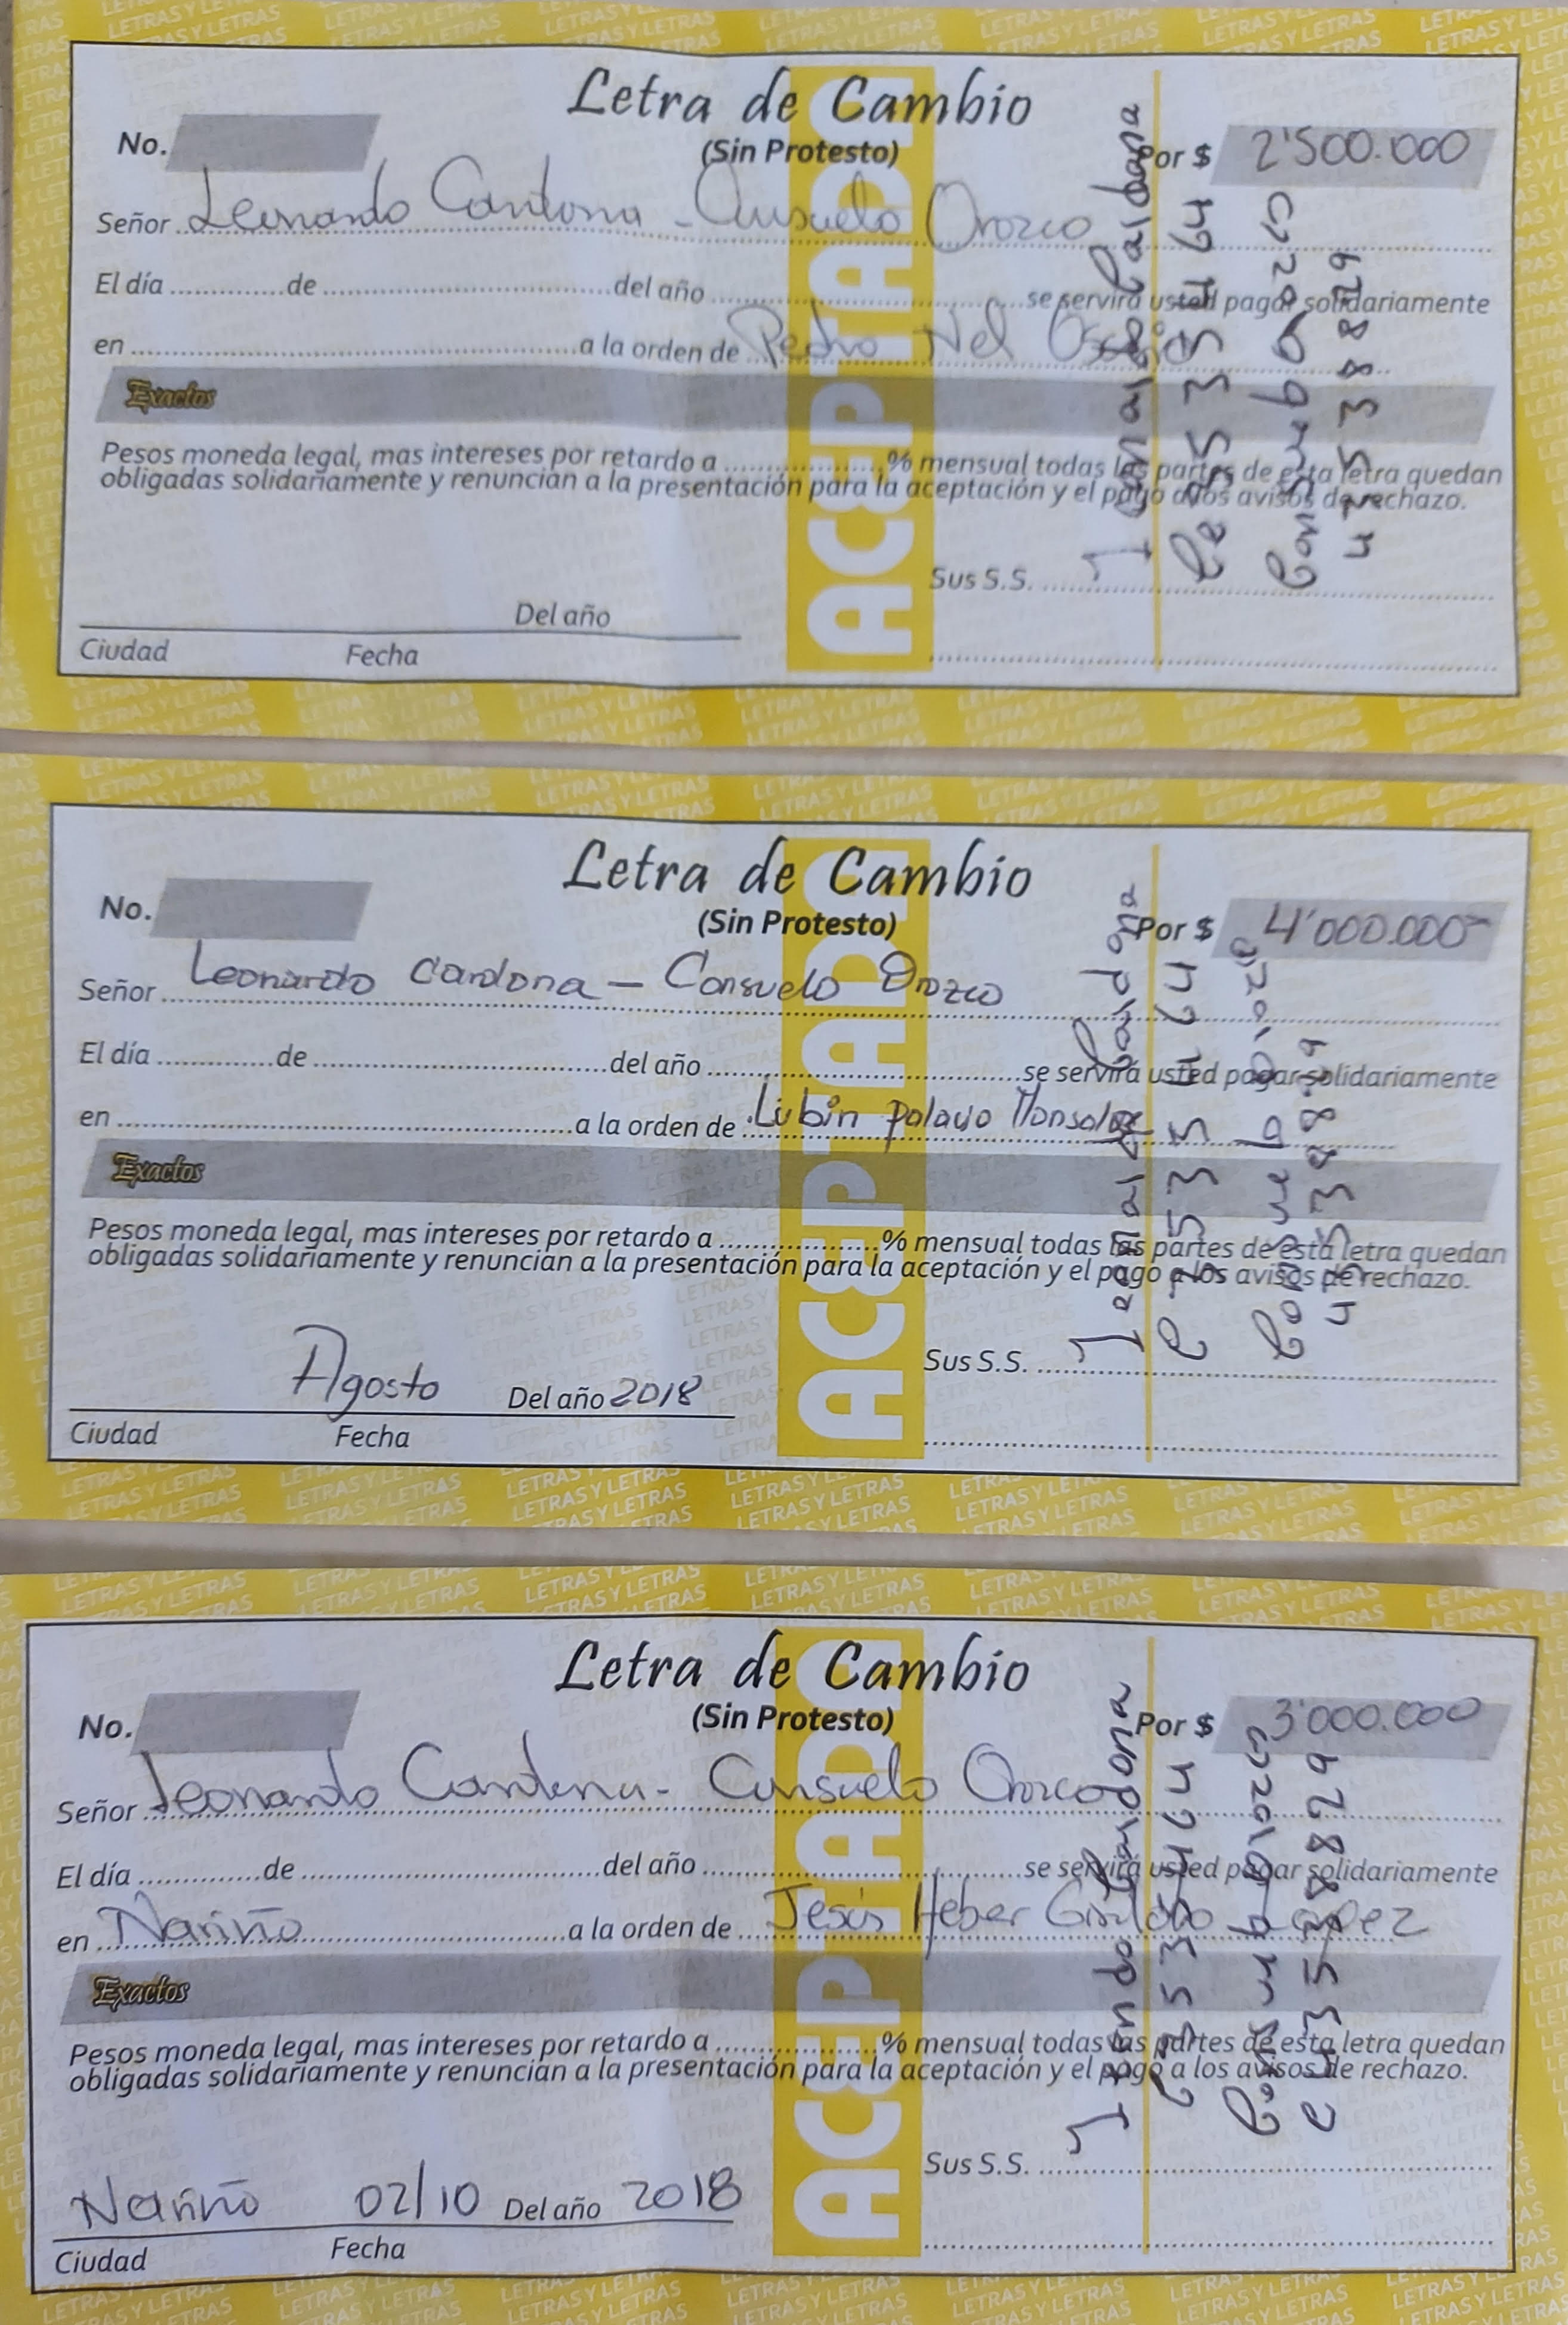 Letra de Cambio
(Sin Protesto)
No.
Por $ 2'500.000
Señor Leonardo Cardona - Consuelo Orozco
El día ... de ... del año ... se servirá usted pagar solidariamente
en ... a la orden de Pedro Nel
Exactos
Pesos moneda legal, mas intereses por retardo a ... % mensual todas las partes de esta letra quedan
obligadas solidariamente y renuncian a la presentación para la aceptación y el pago a los avisos de rechazo.
Sus S.S.
Del año
Ciudad Fecha
ACEPTADA
Cardona
Consuelo Orozco
Letra de Cambio
(Sin Protesto)
No.
Por $ 4'000.000
Señor Leonardo Cardona - Consuelo Orozco
El día ... de ... del año ... se servirá usted pagar solidariamente
en ... a la orden de Lubin Palacio Monsalve
Exactos
Pesos moneda legal, mas intereses por retardo a ... % mensual todas las partes de esta letra quedan
obligadas solidariamente y renuncian a la presentación para la aceptación y el pago a los avisos de rechazo.
Sus S.S.
Agosto Del año 2018
Ciudad Fecha
ACEPTADA
Cardona
Consuelo Orozco
Letra de Cambio
(Sin Protesto)
No.
Por $ 3'000.000
Señor Leonardo Cardona - Consuelo Orozco
El día ... de ... del año ... se servirá usted pagar solidariamente
en Nariño a la orden de Jesús Heber Giraldo Lopez
Exactos
Pesos moneda legal, mas intereses por retardo a ... % mensual todas las partes de esta letra quedan
obligadas solidariamente y renuncian a la presentación para la aceptación y el pago a los avisos de rechazo.
Sus S.S.
Nariño 02/10 Del año 2018
Ciudad Fecha
ACEPTADA
Cardona
Consuelo Orozco
LETRAS Y LETRAS